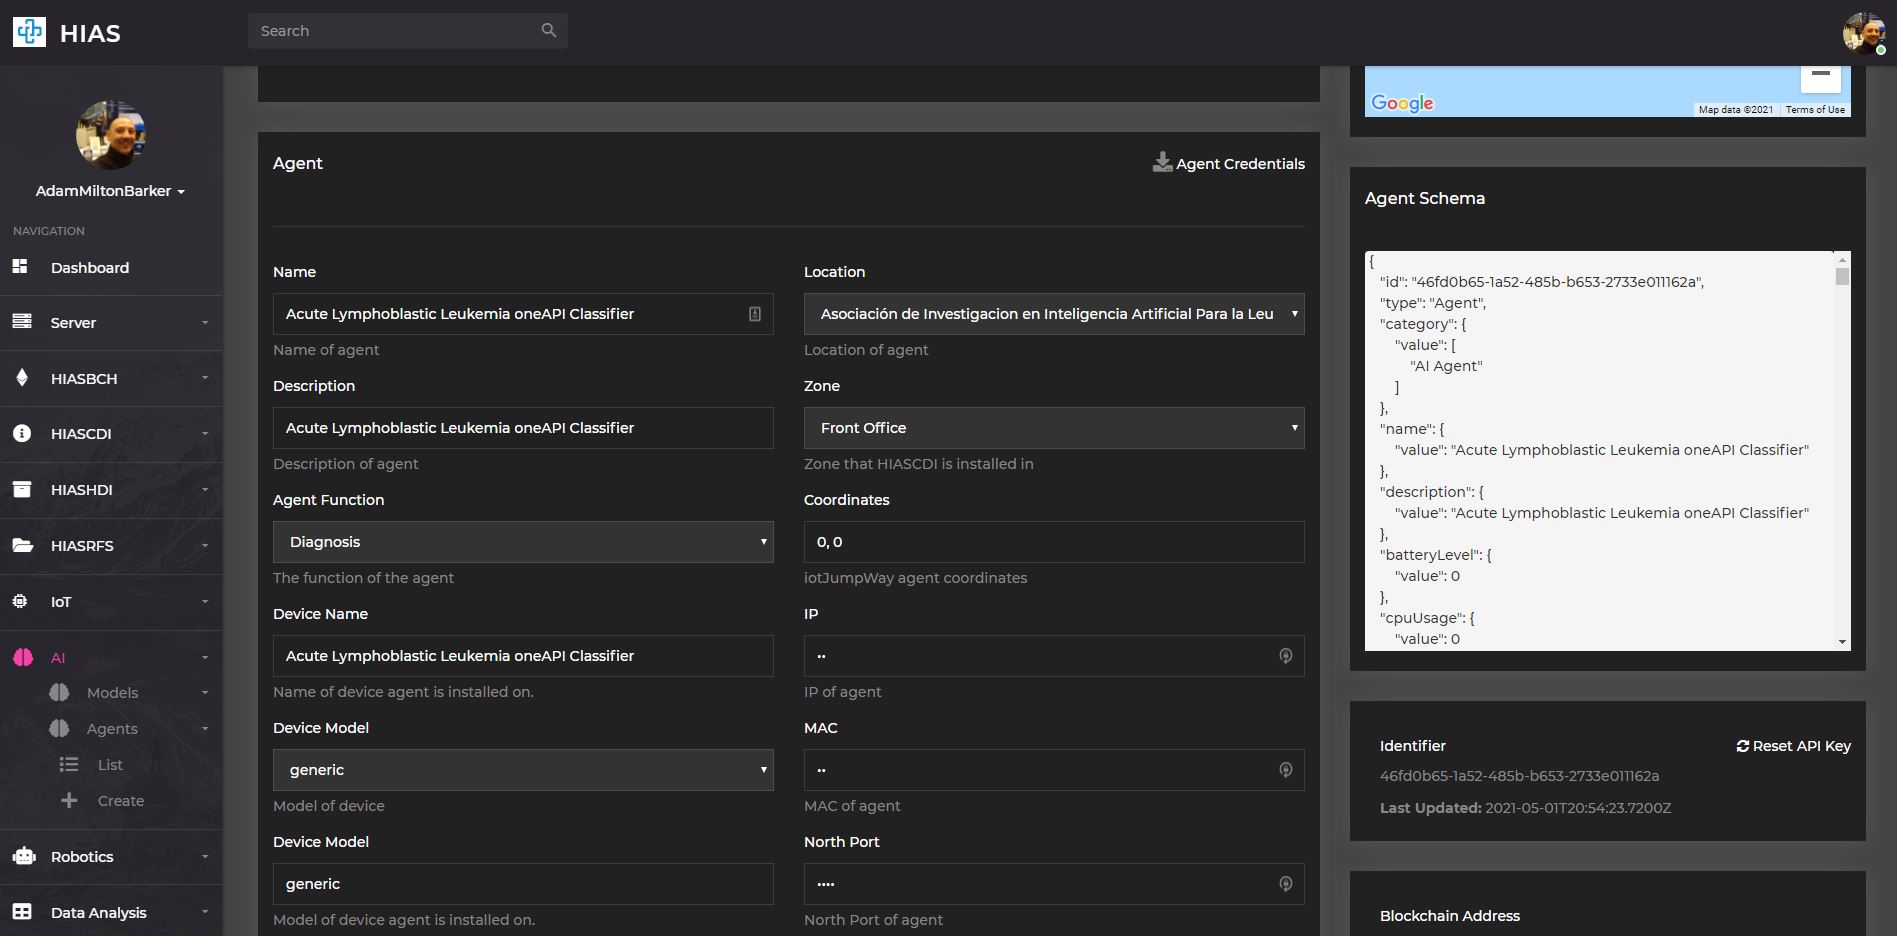 HIAS
Search
AdamMiltonBarker
NAVIGATION
Dashboard
Server
HIASBCH
HIASCDI
HIASHDI
HIASRFS
IoT
AI
Models
Agents
List
Create
Robotics
Data Analysis
Agent
Agent Credentials
Name
Acute Lymphoblastic Leukemia oneAPI Classifier
Name of agent
Description
Acute Lymphoblastic Leukemia oneAPI Classifier
Description of agent
Agent Function
Diagnosis
The function of the agent
Device Name
Acute Lymphoblastic Leukemia oneAPI Classifier
Name of device agent is installed on.
Device Model
generic
Model of device
Device Model
generic
Model of device agent is installed on.
Location
Asociación de Investigacion en Inteligencia Artificial Para la Leu
Location of agent
Zone
Front Office
Zone that HIASCDI is installed in
Coordinates
0, 0
iotJumpWay agent coordinates
IP
••
IP of agent
MAC
••
MAC of agent
North Port
••••
North Port of agent
Google
Map data ©2021
Terms of Use
Agent Schema
{
"id": "46fd0b65-1a52-485b-b653-2733e011162a",
"type": "Agent",
"category": {
"value": [
"AI Agent"
]
},
"name": {
"value": "Acute Lymphoblastic Leukemia oneAPI Classifier"
},
"description": {
"value": "Acute Lymphoblastic Leukemia oneAPI Classifier"
},
"batteryLevel": {
"value": 0
},
"cpuUsage": {
"value": 0
Identifier
Reset API Key
46fd0b65-1a52-485b-b653-2733e011162a
Last Updated: 2021-05-01T20:54:23.7200Z
Blockchain Address